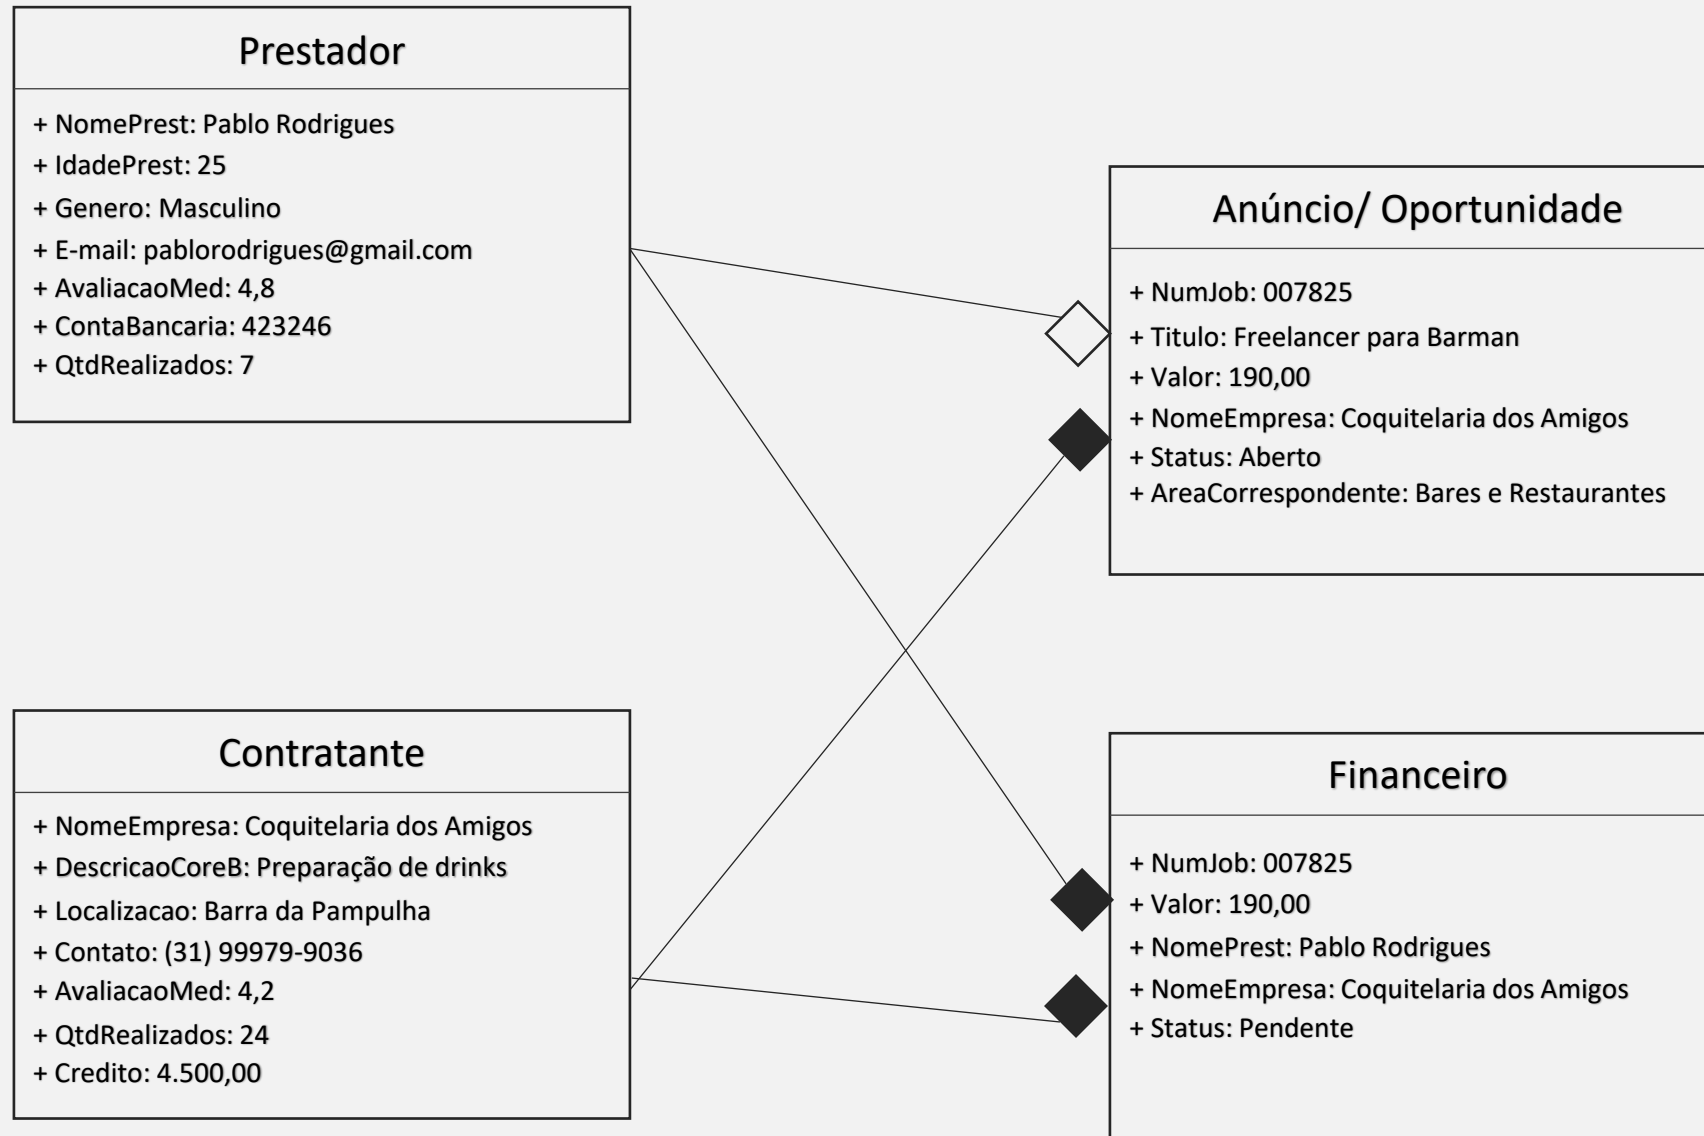 Prestador
+ NomePrest: Pablo Rodrigues
+ IdadePrest: 25
+ Genero: Masculino
+ E-mail: pablorodrigues@gmail.com
+ AvaliacaoMed: 4,8
+ ContaBancaria: 423246
+ QtdRealizados: 7
Anúncio/ Oportunidade
+ NumJob: 007825
+ Titulo: Freelancer para Barman
+ Valor: 190,00
+ NomeEmpresa: Coquitelaria dos Amigos
+ Status: Aberto
+ AreaCorrespondente: Bares e Restaurantes
Contratante
+ NomeEmpresa: Coquitelaria dos Amigos
+ DescricaoCoreB: Preparação de drinks
+ Localizacao: Barra da Pampulha
+ Contato: (31) 99979-9036
+ AvaliacaoMed: 4,2
+ QtdRealizados: 24
+ Credito: 4.500,00
Financeiro
+ NumJob: 007825
+ Valor: 190,00
+ NomePrest: Pablo Rodrigues
+ NomeEmpresa: Coquitelaria dos Amigos
+ Status: Pendente